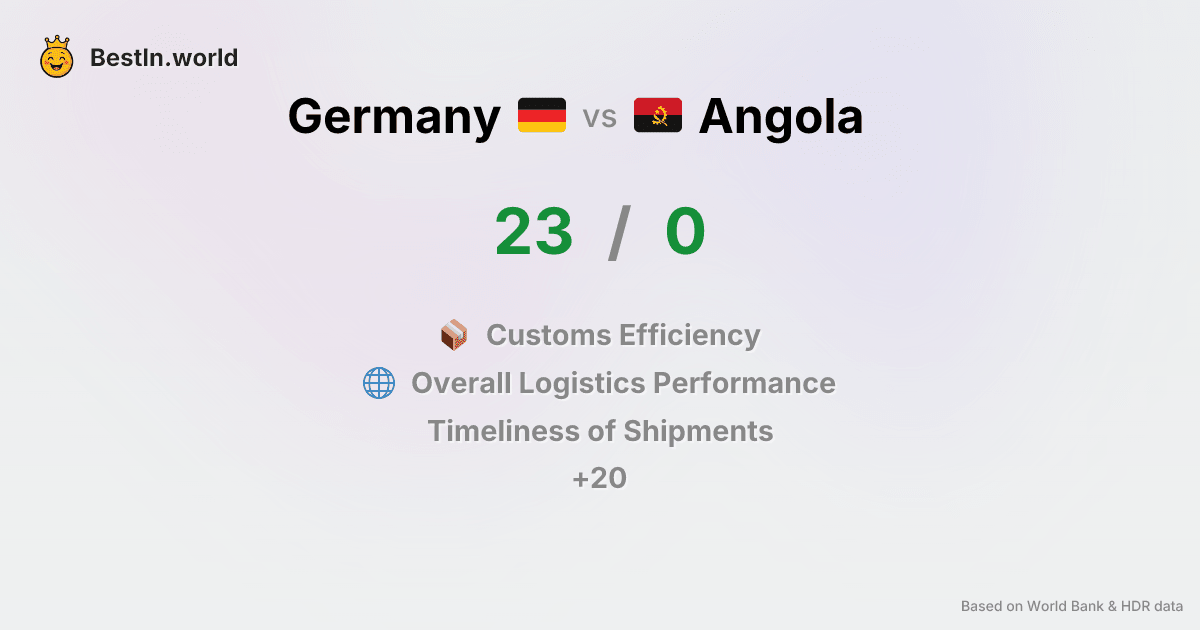 BestIn.world
Germany vs Angola
23 / 0
Customs Efficiency
Overall Logistics Performance
Timeliness of Shipments
+20
Based on World Bank & HDR data